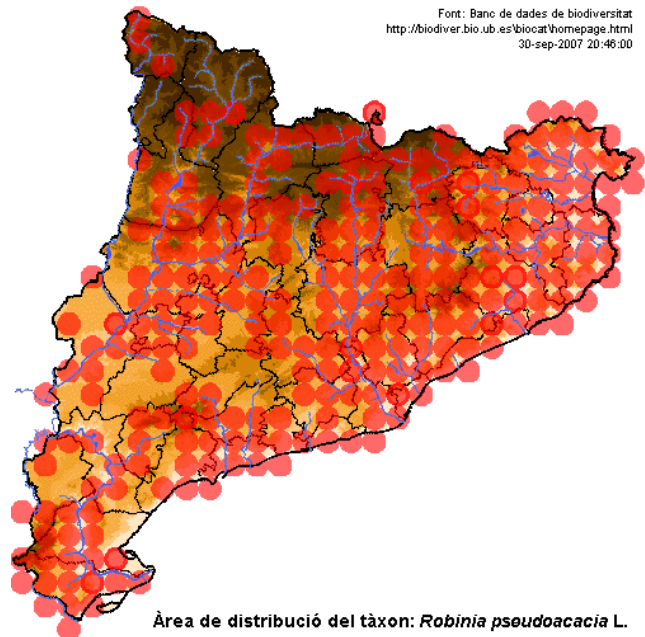 Font: Banc de dades de biodiversitat
http://biodiver.bio.ub.es\biocat\homepage.html
30-sep-2007 20:46:00
Àrea de distribució del tàxon: Robinia pseudoacacia L.